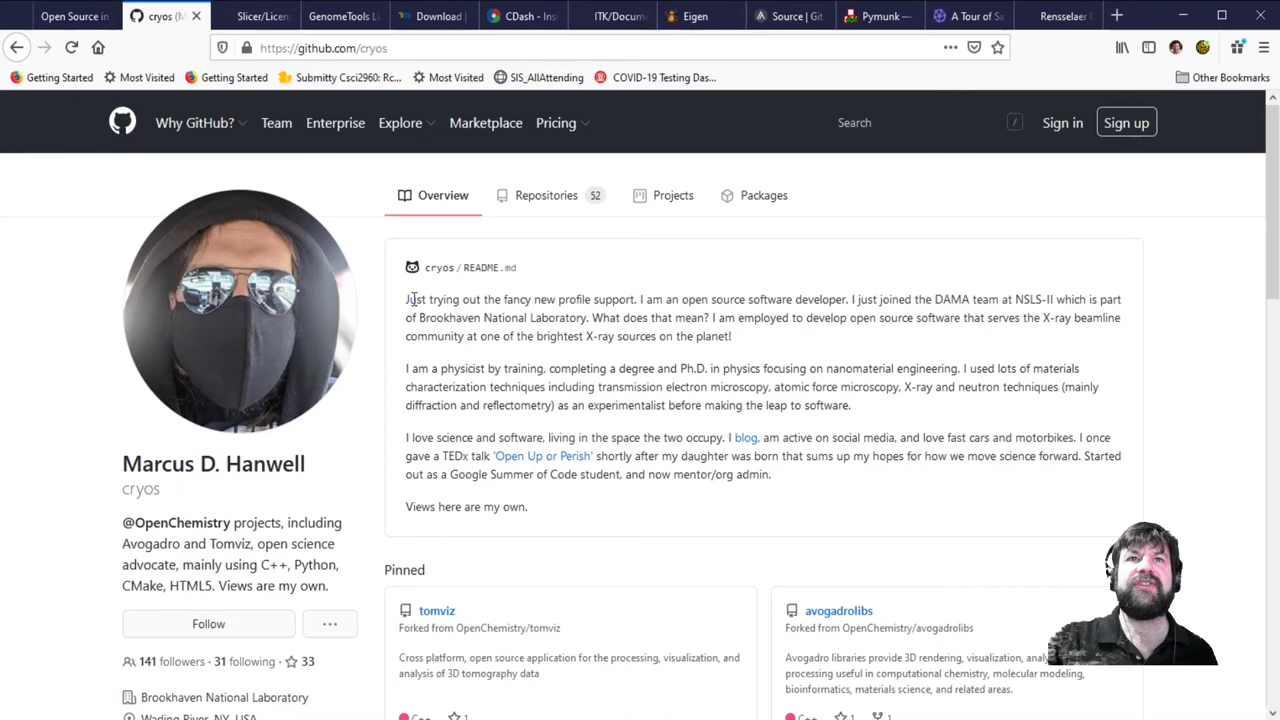 Open Source in
cryos (M
Slicer/Licen
GenomeTools Li
Download |
CDash - Ins
ITK/Docum
Eigen
Source | Git
Pymunk —
A Tour of Sa
Rensselaer C
https://github.com/cryos
Getting Started
Most Visited
Getting Started
Submitty Csci2960: Rc...
Most Visited
SIS_AllAttending
COVID-19 Testing Das...
Other Bookmarks
Why GitHub?
Team
Enterprise
Explore
Marketplace
Pricing
Search
/
Sign in
Sign up
Overview
Repositories 52
Projects
Packages
cryos / README.md
Just trying out the fancy new profile support. I am an open source software developer. I just joined the DAMA team at NSLS-II which is part
of Brookhaven National Laboratory. What does that mean? I am employed to develop open source software that serves the X-ray beamline
community at one of the brightest X-ray sources on the planet!
I am a physicist by training, completing a degree and Ph.D. in physics focusing on nanomaterial engineering. I used lots of materials
characterization techniques including transmission electron microscopy, atomic force microscopy, X-ray and neutron techniques (mainly
diffraction and reflectometry) as an experimentalist before making the leap to software.
I love science and software, living in the space the two occupy. I blog, am active on social media, and love fast cars and motorbikes. I once
gave a TEDx talk 'Open Up or Perish' shortly after my daughter was born that sums up my hopes for how we move science forward. Started
out as a Google Summer of Code student, and now mentor/org admin.
Views here are my own.
Marcus D. Hanwell
cryos
@OpenChemistry projects, including
Avogadro and Tomviz, open science
advocate, mainly using C++, Python,
CMake, HTML5. Views are my own.
Follow
...
141 followers · 31 following · 33
Brookhaven National Laboratory
Wading River, NY, USA
Pinned
tomviz
Forked from OpenChemistry/tomviz
Cross platform, open source application for the processing, visualization, and
analysis of 3D tomography data
C++ 1
avogadrolibs
Forked from OpenChemistry/avogadrolibs
Avogadro libraries provide 3D rendering, visualization, analy
processing useful in computational chemistry, molecular modeling,
bioinformatics, materials science, and related areas.
C++ 1 1